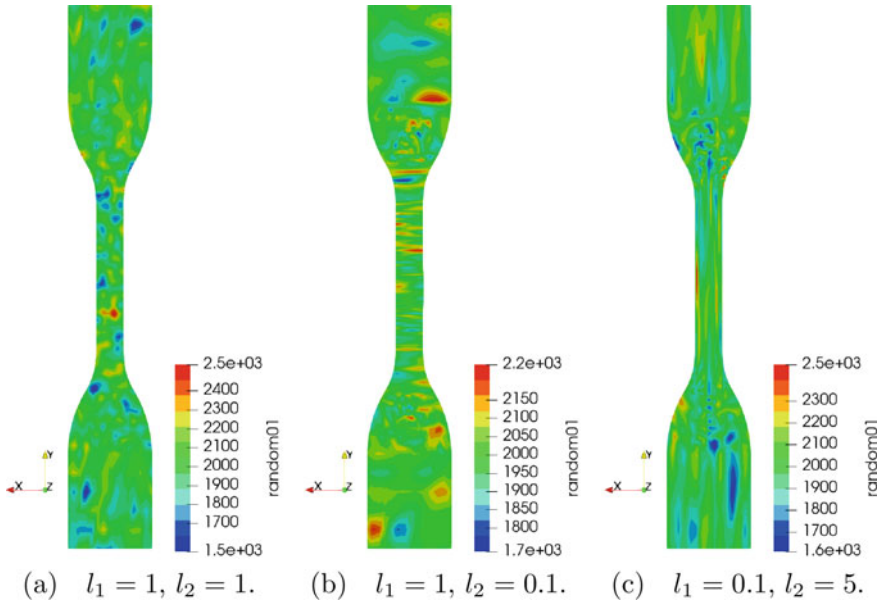 2.5e+03
2400
2300
2200
2100
2000
1900
1800
1700
1.5e+03
random01
Y
X
Z
(a) l₁ = 1, l₂ = 1.
2.2e+03
2150
2100
2050
2000
1950
1900
1850
1800
1.7e+03
random01
Y
X
Z
(b) l₁ = 1, l₂ = 0.1.
2.5e+03
2300
2200
2100
2000
1900
1800
1700
1.6e+03
random01
Y
X
Z
(c) l₁ = 0.1, l₂ = 5.